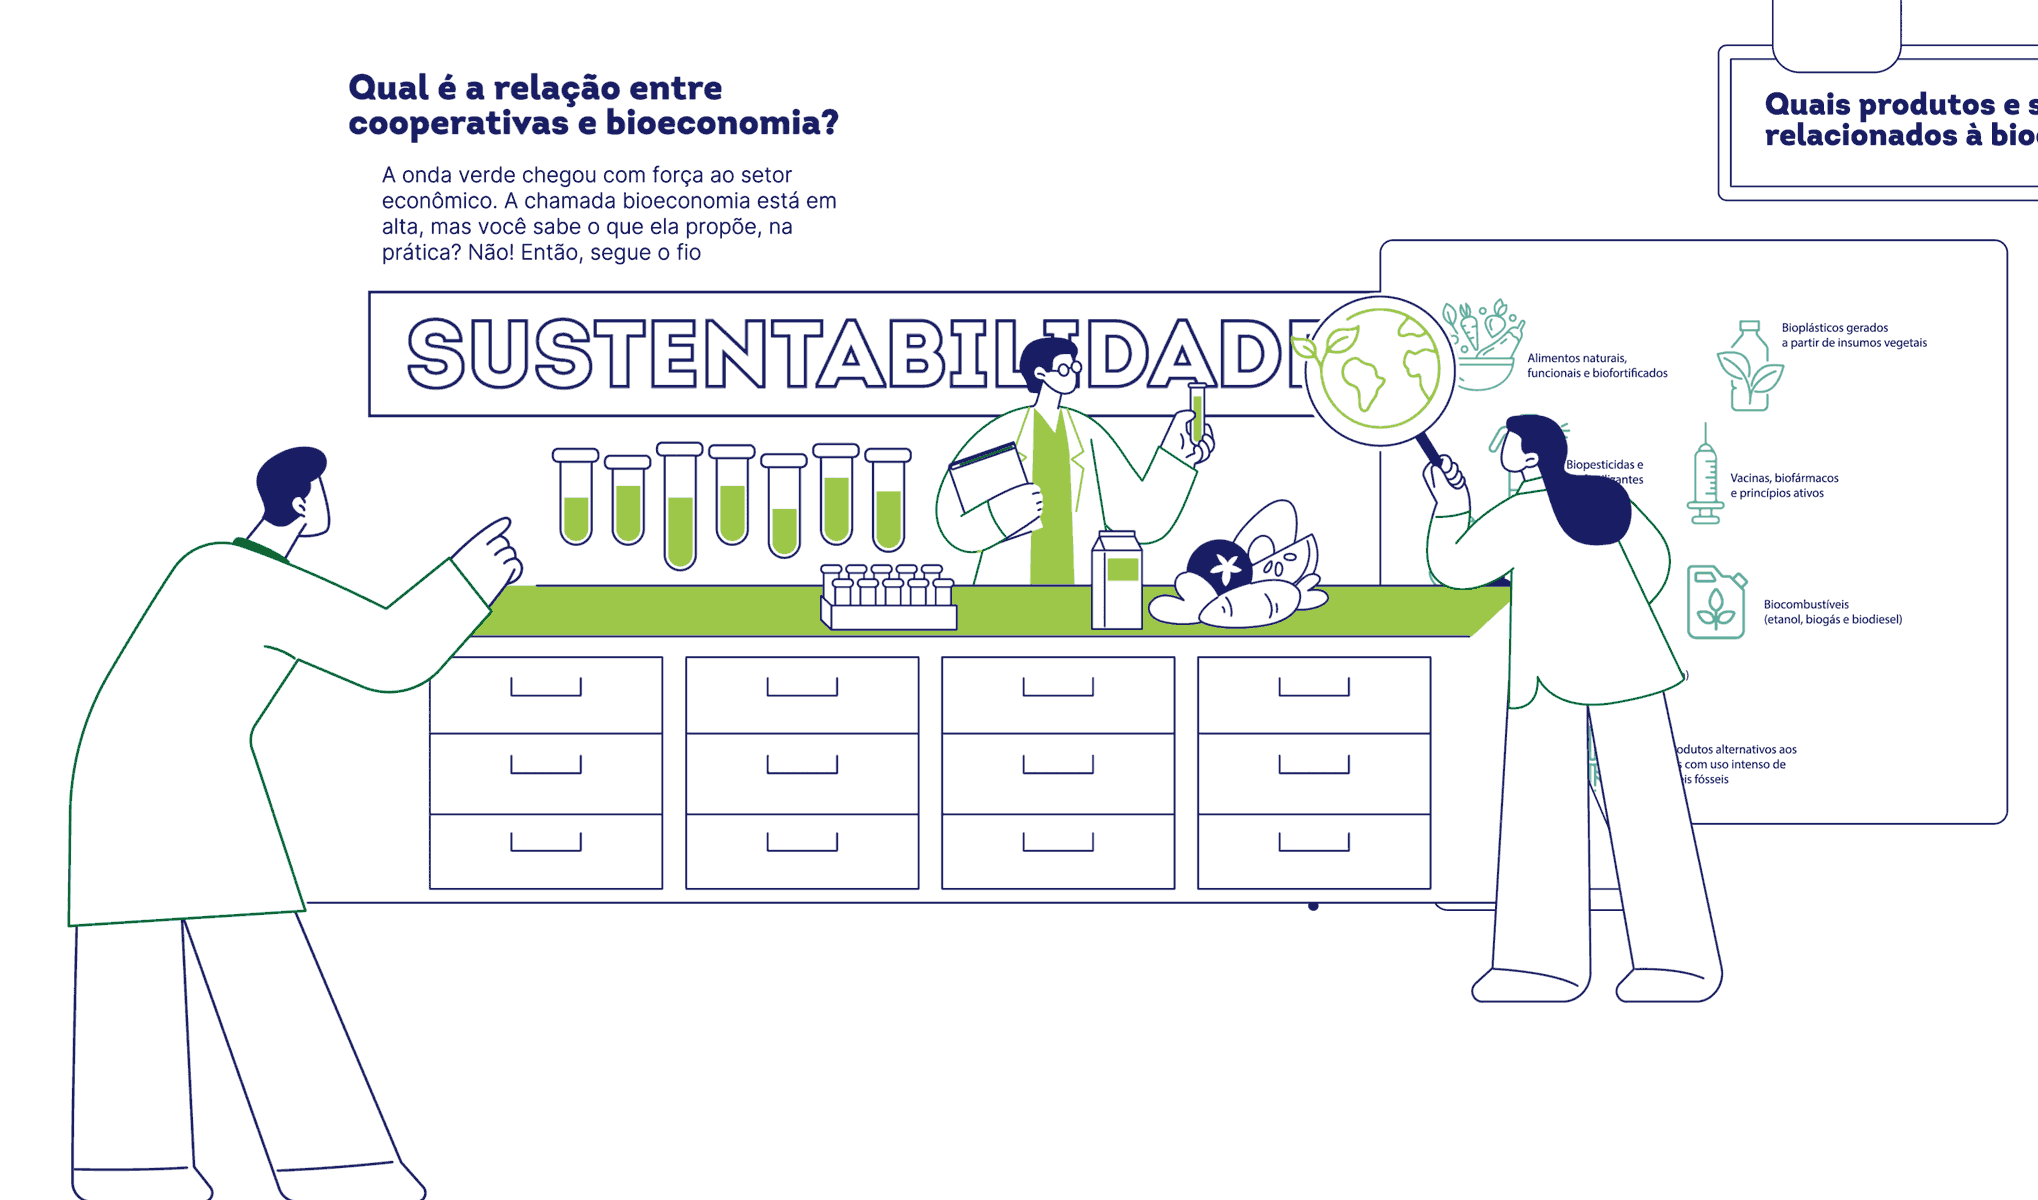 Qual é a relação entre
cooperativas e bioeconomia?
A onda verde chegou com força ao setor
econômico. A chamada bioeconomia está em
alta, mas você sabe o que ela propõe, na
prática? Não! Então, segue o fio
SUSTENTABILIDADE
Quais produtos e
relacionados à
Alimentos naturais,
funcionais e biofortificados
Bioplásticos gerados
a partir de insumos vegetais
Biopesticidas e
Vacinas, biofármacos
e princípios ativos
Biocombustíveis
(etanol, biogás e biodiesel)
alternativos aos
com uso intenso de
fósseis